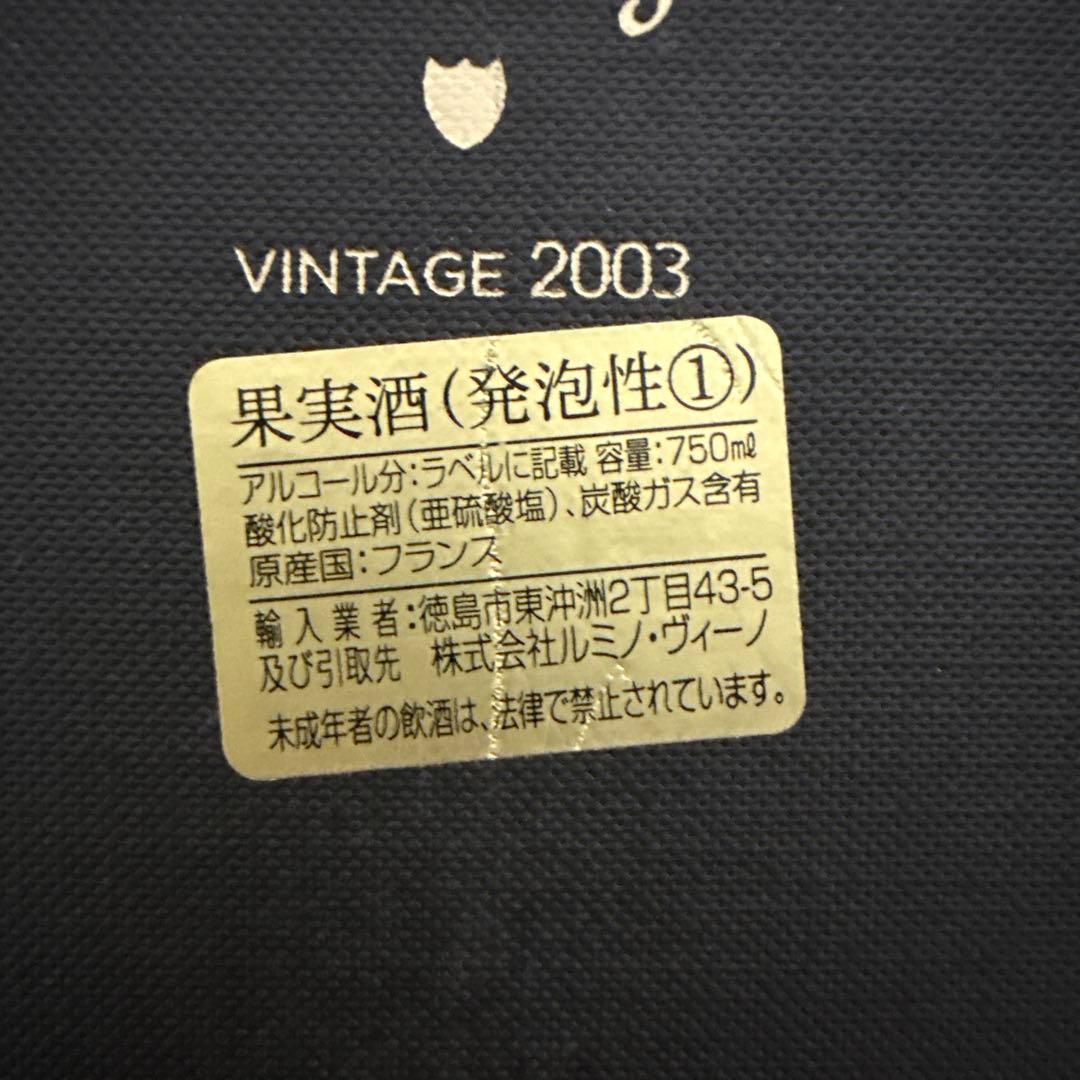 VINTAGE 2003
果実酒(発泡性①)
アルコール分:ラベルに記載 容量:750㎖
酸化防止剤(亜硫酸塩)、炭酸ガス含有
原産国:フランス
輸入業者:徳島市東沖洲2丁目43-5
及び引取先 株式会社ルミノ・ヴィーノ
未成年者の飲酒は、法律で禁止されています。